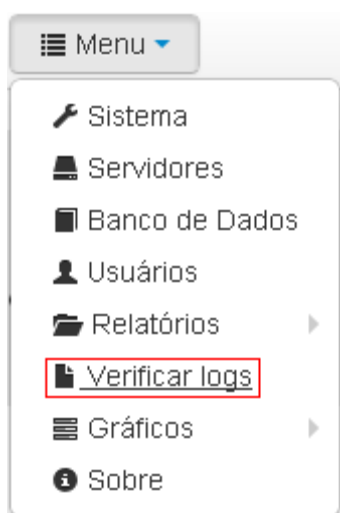 Menu
Sistema
Servidores
Banco de Dados
Usuários
Relatórios
Verificar logs
Gráficos
Sobre